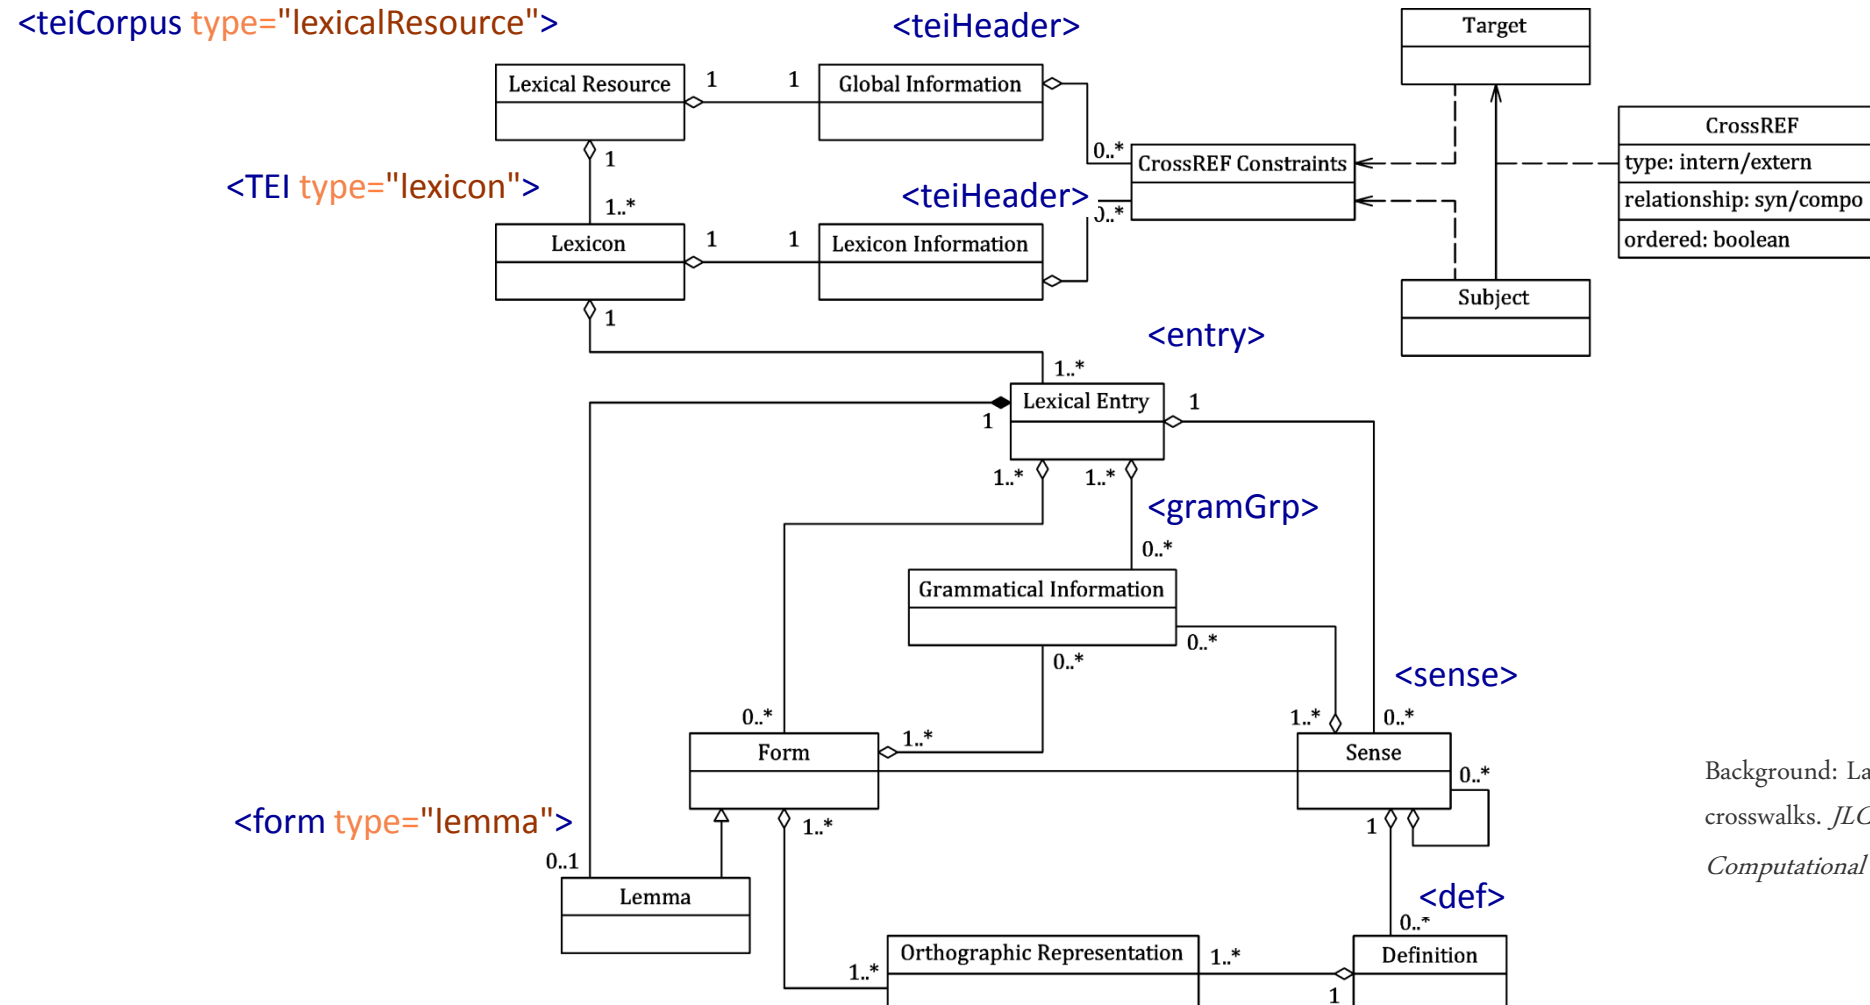 <teiCorpus type="lexicalResource">
<teiHeader>
Target
Lexical Resource
1
1
Global Information
CrossREF
type: intern/extern
relationship: syn/compo
ordered: boolean
0..*
CrossREF Constraints
1
<TEI type="lexicon">
<teiHeader>
1..*
0..*
Lexicon
1
1
Lexicon Information
Subject
1
<entry>
1..*
Lexical Entry
1
1
1..*
1..*
<gramGrp>
0..*
Grammatical Information
0..*
0..*
<sense>
0..*
1..*
0..*
Form
1..*
Sense
0..*
<form type="lemma">
1..*
1
0..1
Lemma
<def>
0..*
Orthographic Representation
1..*
Definition
1..*
1
Background: La
crosswalks. JLC
Computational